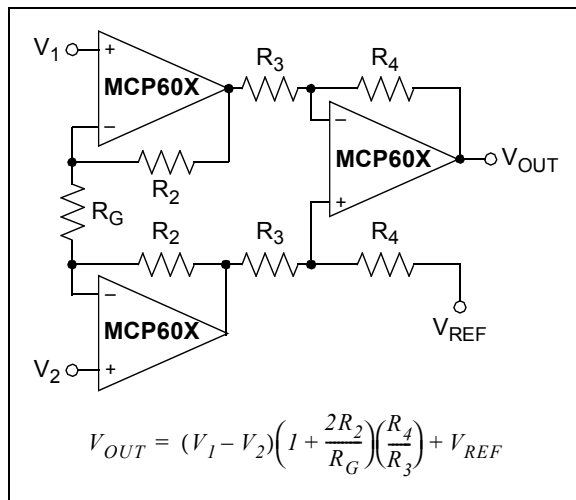 V1 + MCP60X – R3 R4
R2 – MCP60X + VOUT
RG
R2 R3 R4
– MCP60X VREF
V2 +
VOUT = (V1 – V2)(1 + 2R2/RG)(R4/R3) + VREF